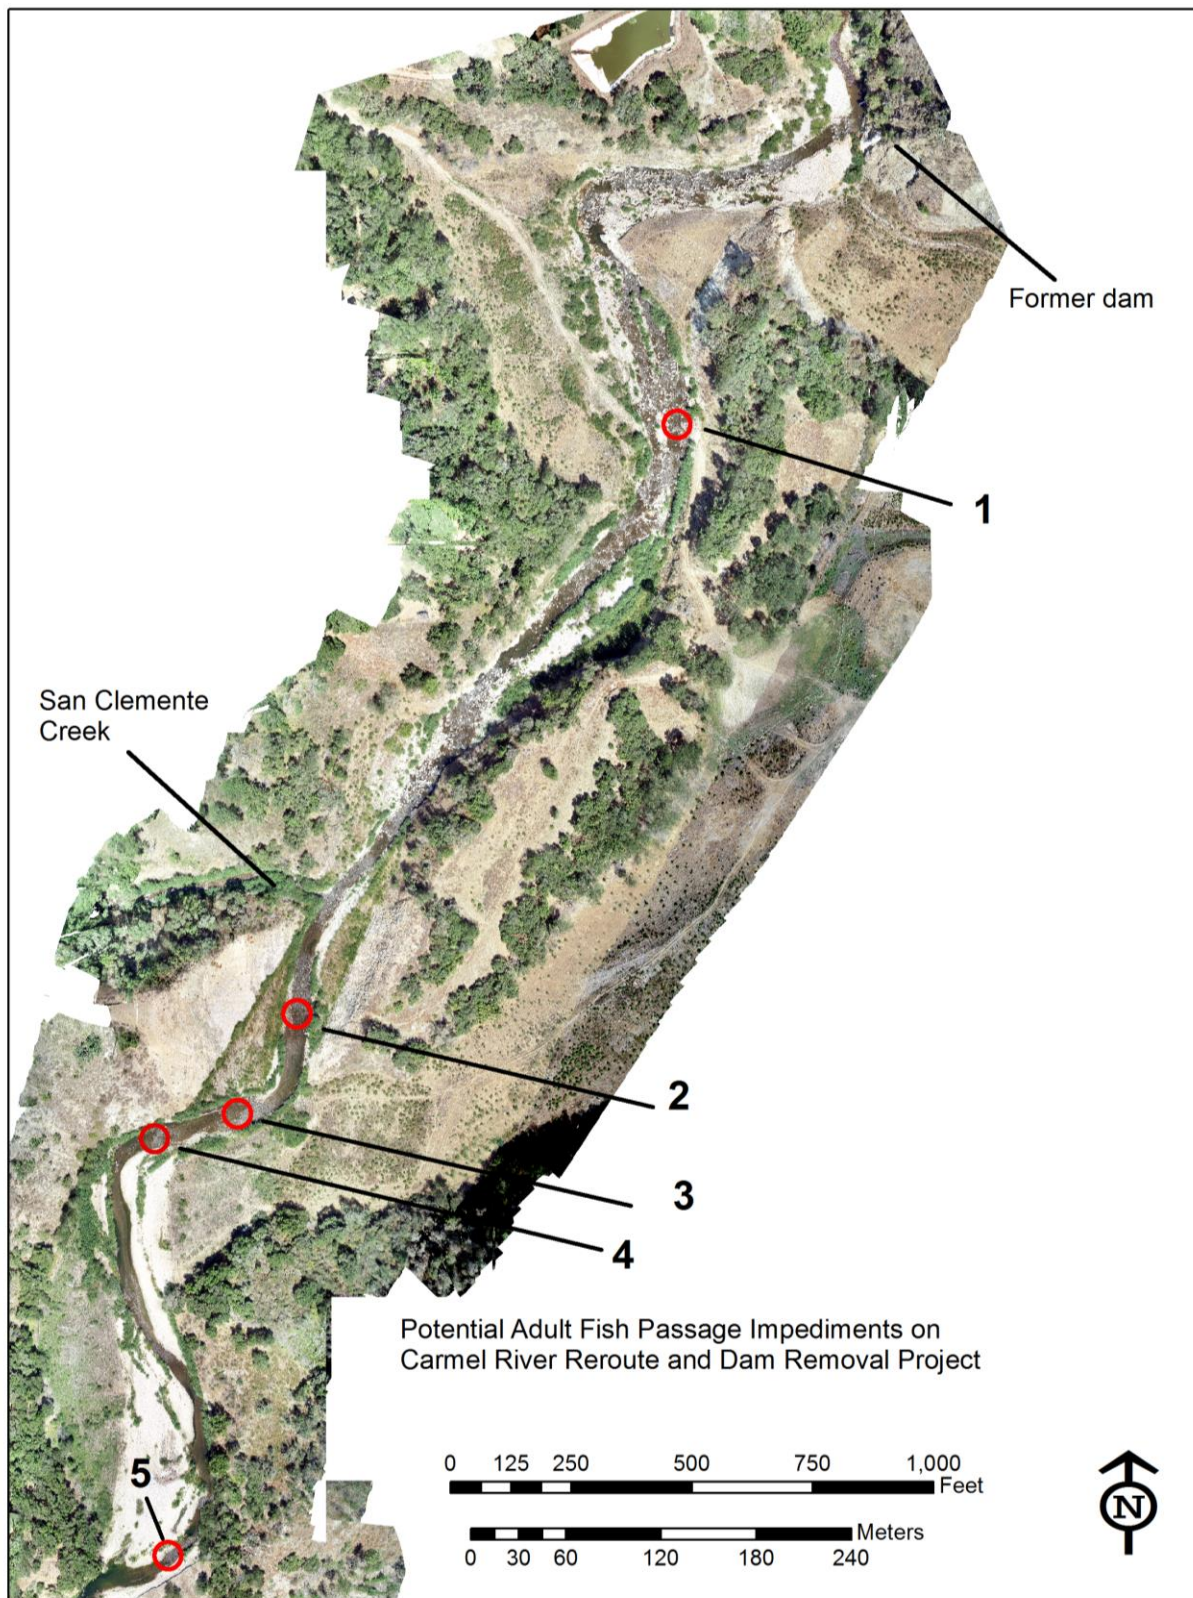 Former dam
1
San Clemente
Creek
2
3
4
Potential Adult Fish Passage Impediments on
Carmel River Reroute and Dam Removal Project
5
0 125 250 500 750 1,000
Feet
Meters
0 30 60 120 180 240
N